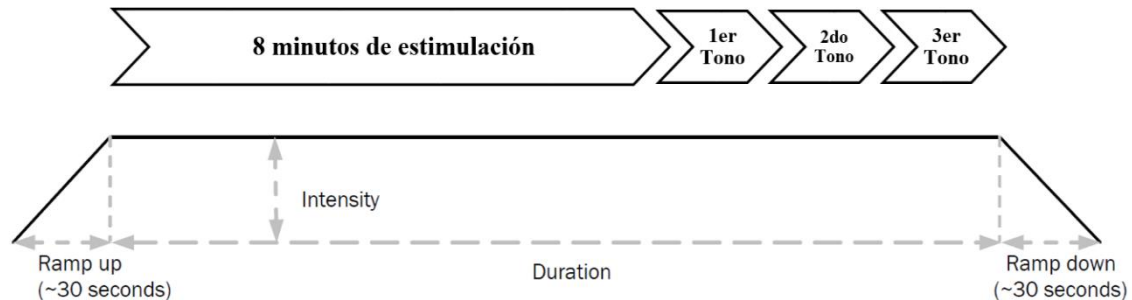 8 minutos de estimulación
1er
Tono
2do
Tono
3er
Tono
Intensity
Ramp up
(~30 seconds)
Duration
Ramp down
(~30 seconds)